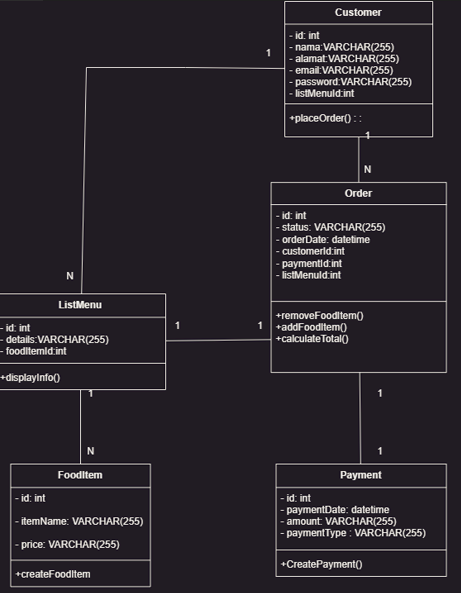 Customer
- id: int
- nama:VARCHAR(255)
- alamat:VARCHAR(255)
- email:VARCHAR(255)
- password:VARCHAR(255)
- listMenuId:int
+placeOrder() : :
1
1
N
Order
- id: int
- status: VARCHAR(255)
- orderDate: datetime
- customerId:int
- paymentId:int
- listMenuId:int
+removeFoodItem()
+addFoodItem()
+calculateTotal()
N
ListMenu
- id: int
- details:VARCHAR(255)
- foodItemId:int
+displayInfo()
1
1
1
N
1
1
FoodItem
- id: int
- itemName: VARCHAR(255)
- price: VARCHAR(255)
+createFoodItem
Payment
- id: int
- paymentDate: datetime
- amount: VARCHAR(255)
- paymentType : VARCHAR(255)
+CreatePayment()